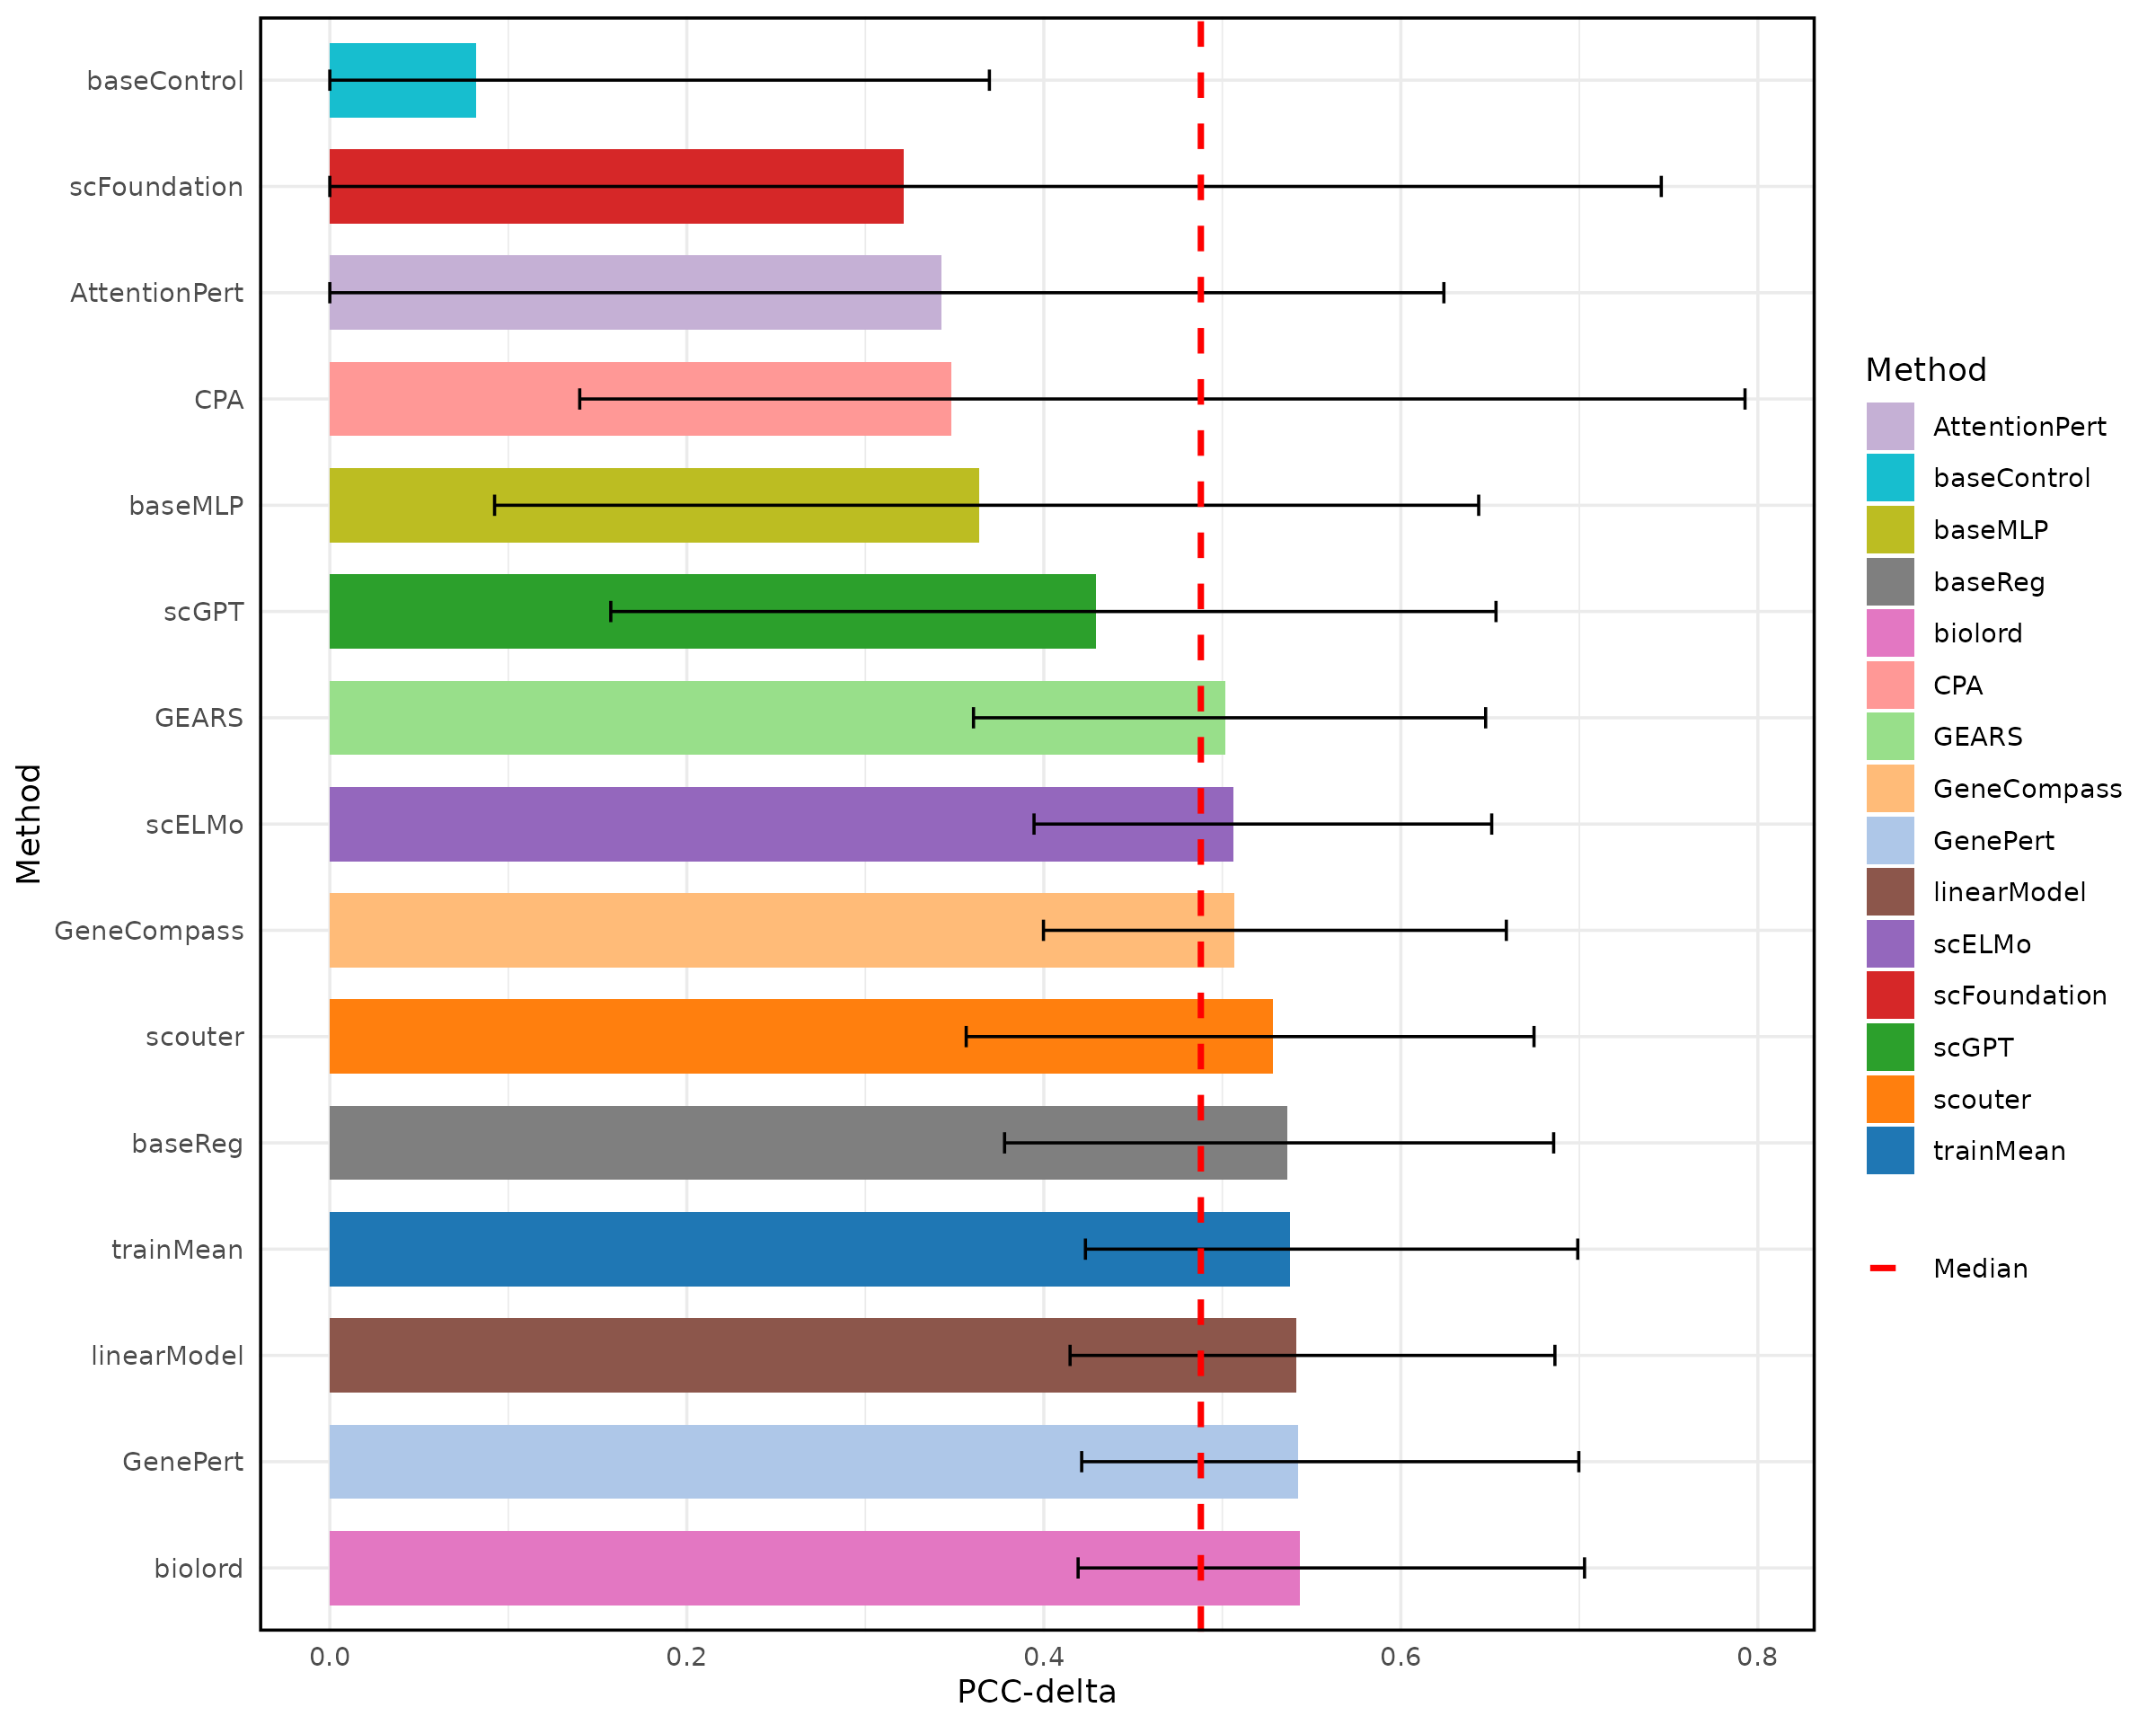 baseControl
scFoundation
AttentionPert
CPA
baseMLP
scGPT
GEARS
scELMo
GeneCompass
scouter
baseReg
trainMean
linearModel
GenePert
biolord
Method
0.0
0.2
0.4
0.6
0.8
PCC-delta
Method
AttentionPert
baseControl
baseMLP
baseReg
biolord
CPA
GEARS
GeneCompass
GenePert
linearModel
scELMo
scFoundation
scGPT
scouter
trainMean
Median